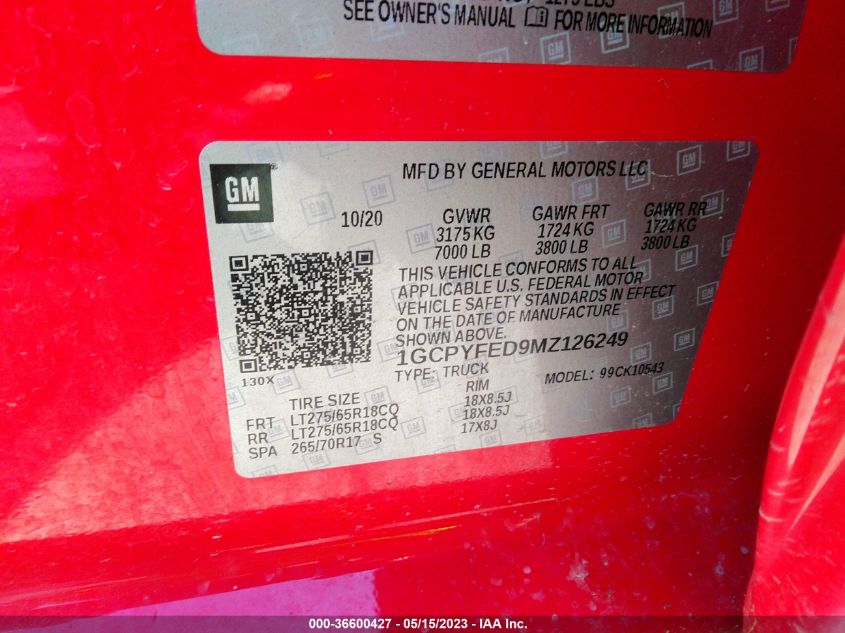 1275 LBS
SEE OWNER'S MANUAL FOR MORE INFORMATION
GM
MFD BY GENERAL MOTORS LLC
10/20 GVWR GAWR FRT GAWR RR
3175 KG 1724 KG 1724 KG
7000 LB 3800 LB 3800 LB
THIS VEHICLE CONFORMS TO ALL
APPLICABLE U.S. FEDERAL MOTOR
VEHICLE SAFETY STANDARDS IN EFFECT
ON THE DATE OF MANUFACTURE
SHOWN ABOVE.
1GCPYFED9MZ126249
TYPE: TRUCK MODEL: 99CK10543
130X
TIRE SIZE RIM
FRT LT275/65R18CQ 18X8.5J
RR LT275/65R18CQ 18X8.5J
SPA 265/70R17 S 17X8J
000-36600427 - 05/15/2023 - IAA Inc.